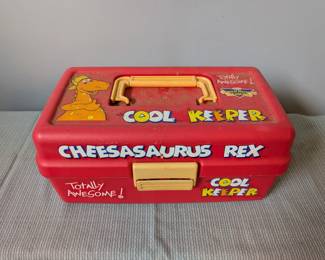 Totally
Awesome!
COOL KEEPER
CHEESASAURUS REX
Totally
Awesome!
COOL
KEEPER